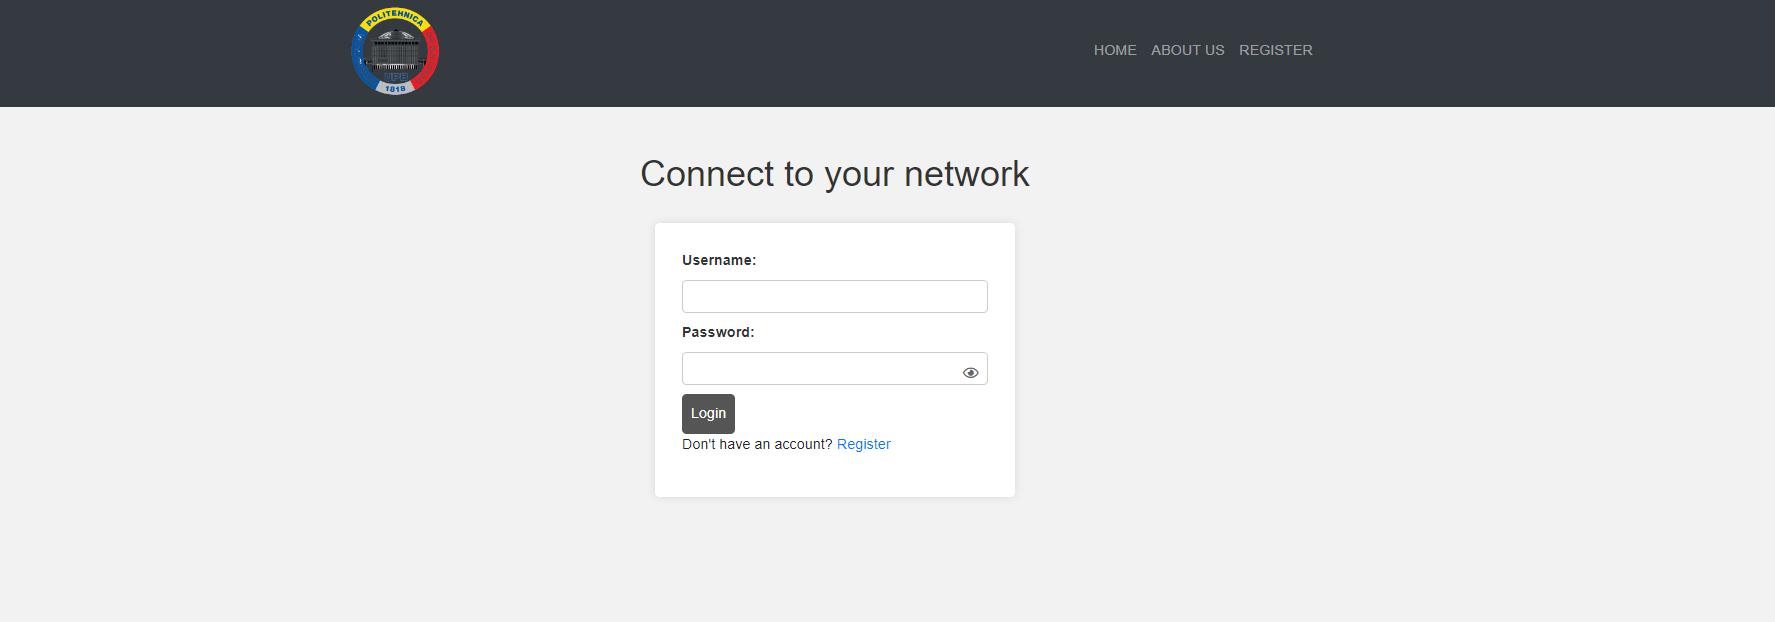 POLITEHNICA
UPB
1818
HOME ABOUT US REGISTER
Connect to your network
Username:
Password:
Login
Don't have an account? Register